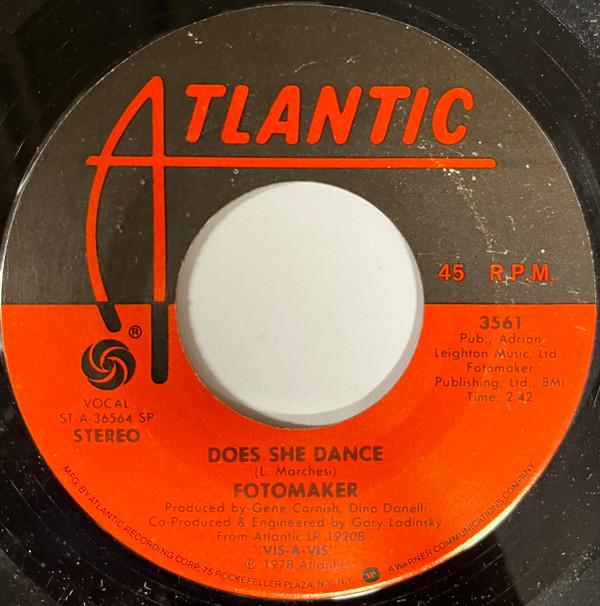 ATLANTIC
45 R.P.M.
®
VOCAL
ST-A-36564 SP
STEREO
3561
Pub., Adrian
Leighton Music, Ltd.,
Fotomaker
Publishing, Ltd., BMI
Time: 2:42
DOES SHE DANCE
(L. Marchesi)
FOTOMAKER
Produced by Gene Cornish, Dino Danelli
Co-Produced & Engineered by Gary Ladinsky
From Atlantic LP 19208
"VIS-A-VIS"
℗ 1978 Atlantic
MFG. BY ATLANTIC RECORDING CORP. 75 ROCKEFELLER PLAZA, N.Y., N.Y. A WARNER COMMUNICATIONS COMPANY